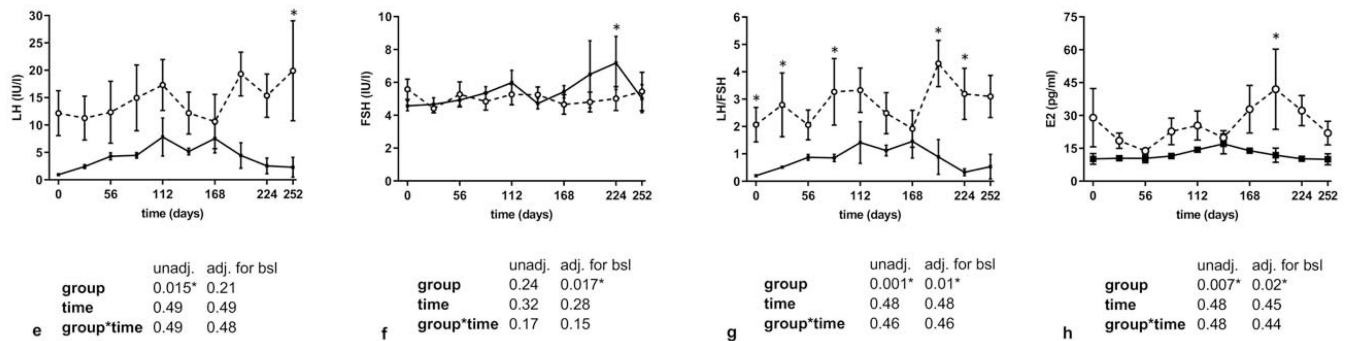 LH (IU/l)
35
30
25
20
15
10
5
0
*
0 56 112 168 224 252
time (days)
unadj. adj. for bsl
group 0.015* 0.21
time 0.49 0.49
group*time 0.49 0.48
e
FSH (IU/l)
10
8
6
4
2
0
*
0 56 112 168 224 252
time (days)
unadj. adj. for bsl
group 0.24 0.017*
time 0.32 0.28
group*time 0.17 0.15
f
LH/FSH
6
5
4
3
2
1
0
* * * * *
0 56 112 168 224 252
time (days)
unadj. adj. for bsl
group 0.001* 0.01*
time 0.48 0.48
group*time 0.46 0.46
g
E2 (pg/ml)
75
60
45
30
15
0
*
0 56 112 168 224 252
time (days)
unadj. adj. for bsl
group 0.007* 0.02*
time 0.48 0.45
group*time 0.48 0.44
h